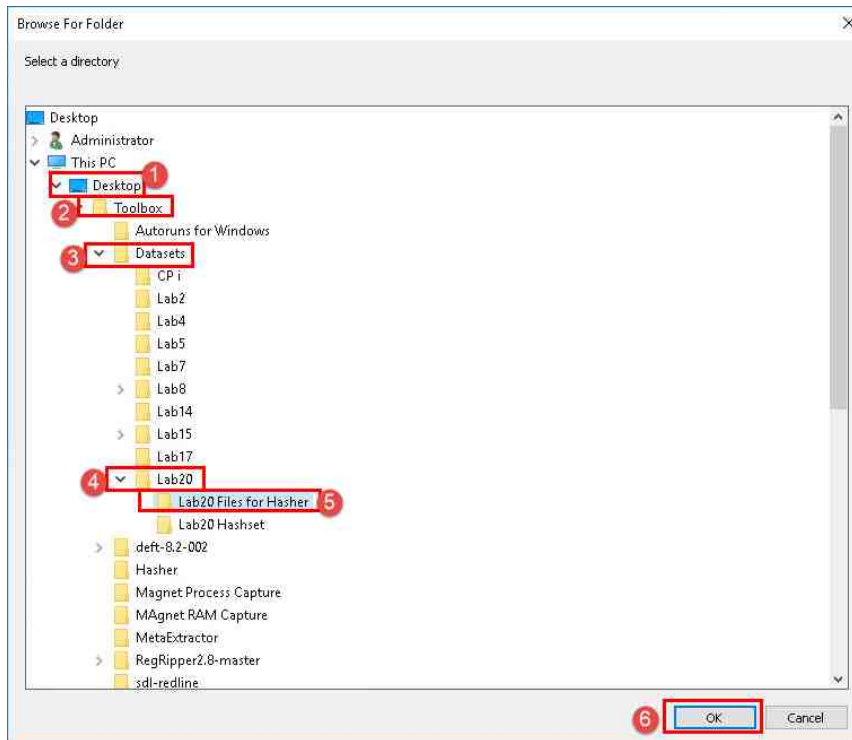 Browse For Folder
Select a directory
Desktop
Administrator
This PC
Desktop 1
2 Toolbox
Autoruns for Windows
3 Datasets
CP i
Lab2
Lab4
Lab5
Lab7
Lab8
Lab14
Lab15
Lab17
4 Lab20
Lab20 Files for Hasher 5
Lab20 Hashset
deft-8.2-002
Hasher
Magnet Process Capture
MAgnet RAM Capture
MetaExtractor
RegRipper2.8-master
sdl-redline
6 OK Cancel